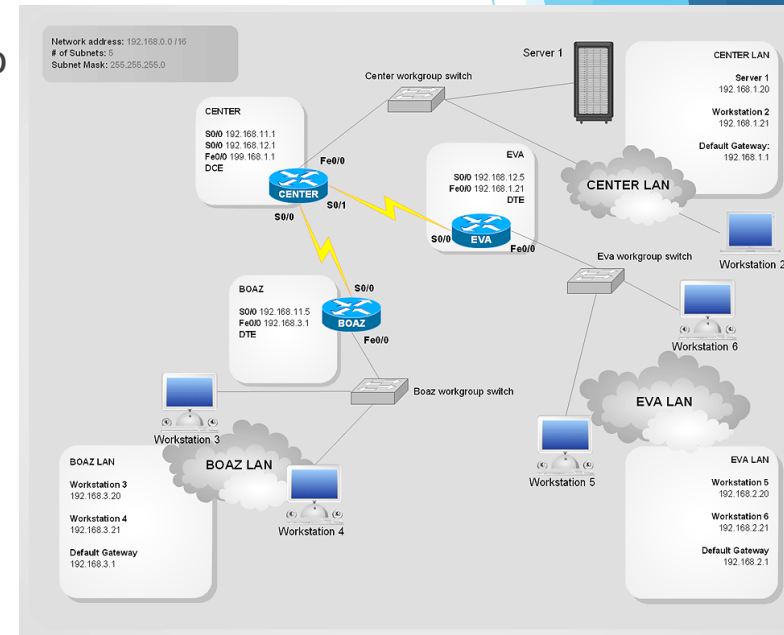 Network address: 192.168.0.0 /16
# of Subnets: 5
Subnet Mask: 255.255.255.0
Center workgroup switch
Server 1
CENTER LAN
Server 1
192.168.1.20
Workstation 2
192.168.1.21
Default Gateway:
192.168.1.1
CENTER
S0/0 192.168.11.1
S0/0 192.168.12.1
Fe0/0 199.168.1.1
DCE
Fe0/0
CENTER
S0/1
S0/0
EVA
S0/0 192.168.12.5
Fe0/0 192.168.1.21
DTE
S0/0
EVA
Fe0/0
CENTER LAN
Workstation 2
Eva workgroup switch
Workstation 6
BOAZ
S0/0 192.168.11.5
Fe0/0 192.168.3.1
DTE
S0/0
BOAZ
Fe0/0
Boaz workgroup switch
EVA LAN
Workstation 3
BOAZ LAN
Workstation 4
Workstation 5
BOAZ LAN
Workstation 3
192.168.3.20
Workstation 4
192.168.3.21
Default Gateway
192.168.3.1
EVA LAN
Workstation 5
192.168.2.20
Workstation 6
192.168.2.21
Default Gateway
192.168.2.1